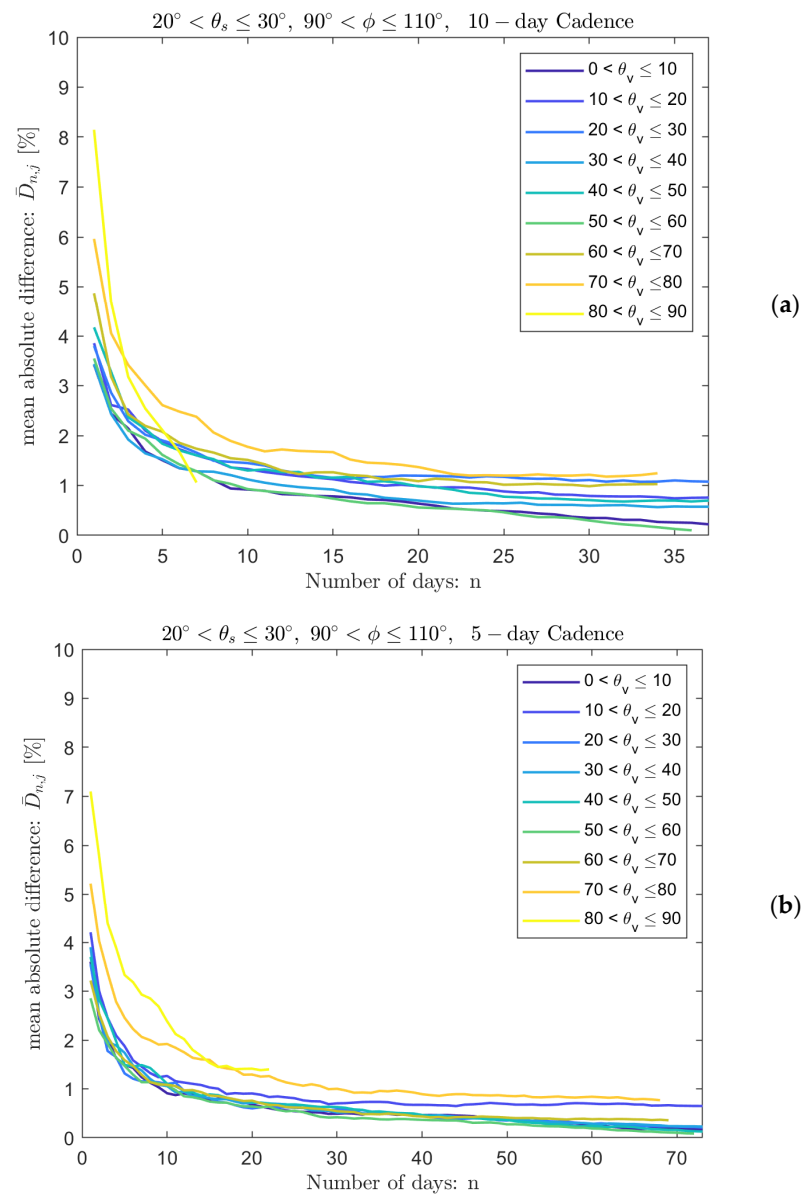 20° < θs ≤ 30°, 90° < ϕ ≤ 110°, 10 − day Cadence
10
9
8
7
6
5
4
3
2
1
0
mean absolute difference: D̄n,j [%]
0 < θv ≤ 10
10 < θv ≤ 20
20 < θv ≤ 30
30 < θv ≤ 40
40 < θv ≤ 50
50 < θv ≤ 60
60 < θv ≤70
70 < θv ≤80
80 < θv ≤ 90
(a)
0 5 10 15 20 25 30 35
Number of days: n
20° < θs ≤ 30°, 90° < ϕ ≤ 110°, 5 − day Cadence
10
9
8
7
6
5
4
3
2
1
0
mean absolute difference: D̄n,j [%]
0 < θv ≤ 10
10 < θv ≤ 20
20 < θv ≤ 30
30 < θv ≤ 40
40 < θv ≤ 50
50 < θv ≤ 60
60 < θv ≤70
70 < θv ≤80
80 < θv ≤ 90
(b)
0 10 20 30 40 50 60 70
Number of days: n